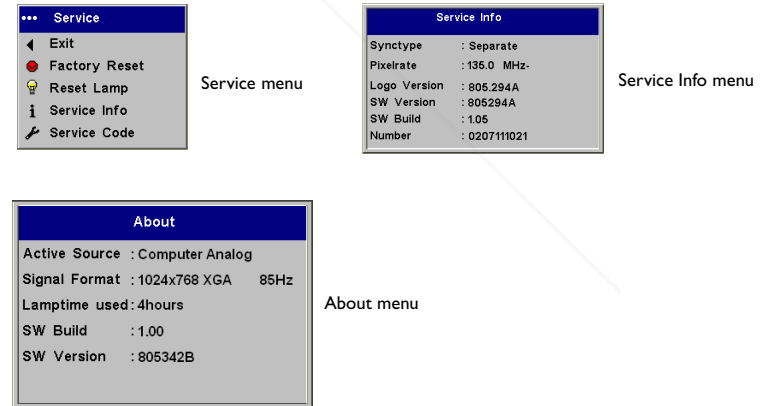 ••• Service
Exit
Factory Reset
Reset Lamp
i Service Info
Service Code
Service menu
Service Info
Synctype : Separate
Pixelrate : 135.0 MHz-
Logo Version : 805.294A
SW Version : 805294A
SW Build : 1.05
Number : 0207111021
Service Info menu
About
Active Source : Computer Analog
Signal Format : 1024x768 XGA 85Hz
Lamptime used : 4hours
SW Build : 1.00
SW Version : 805342B
About menu